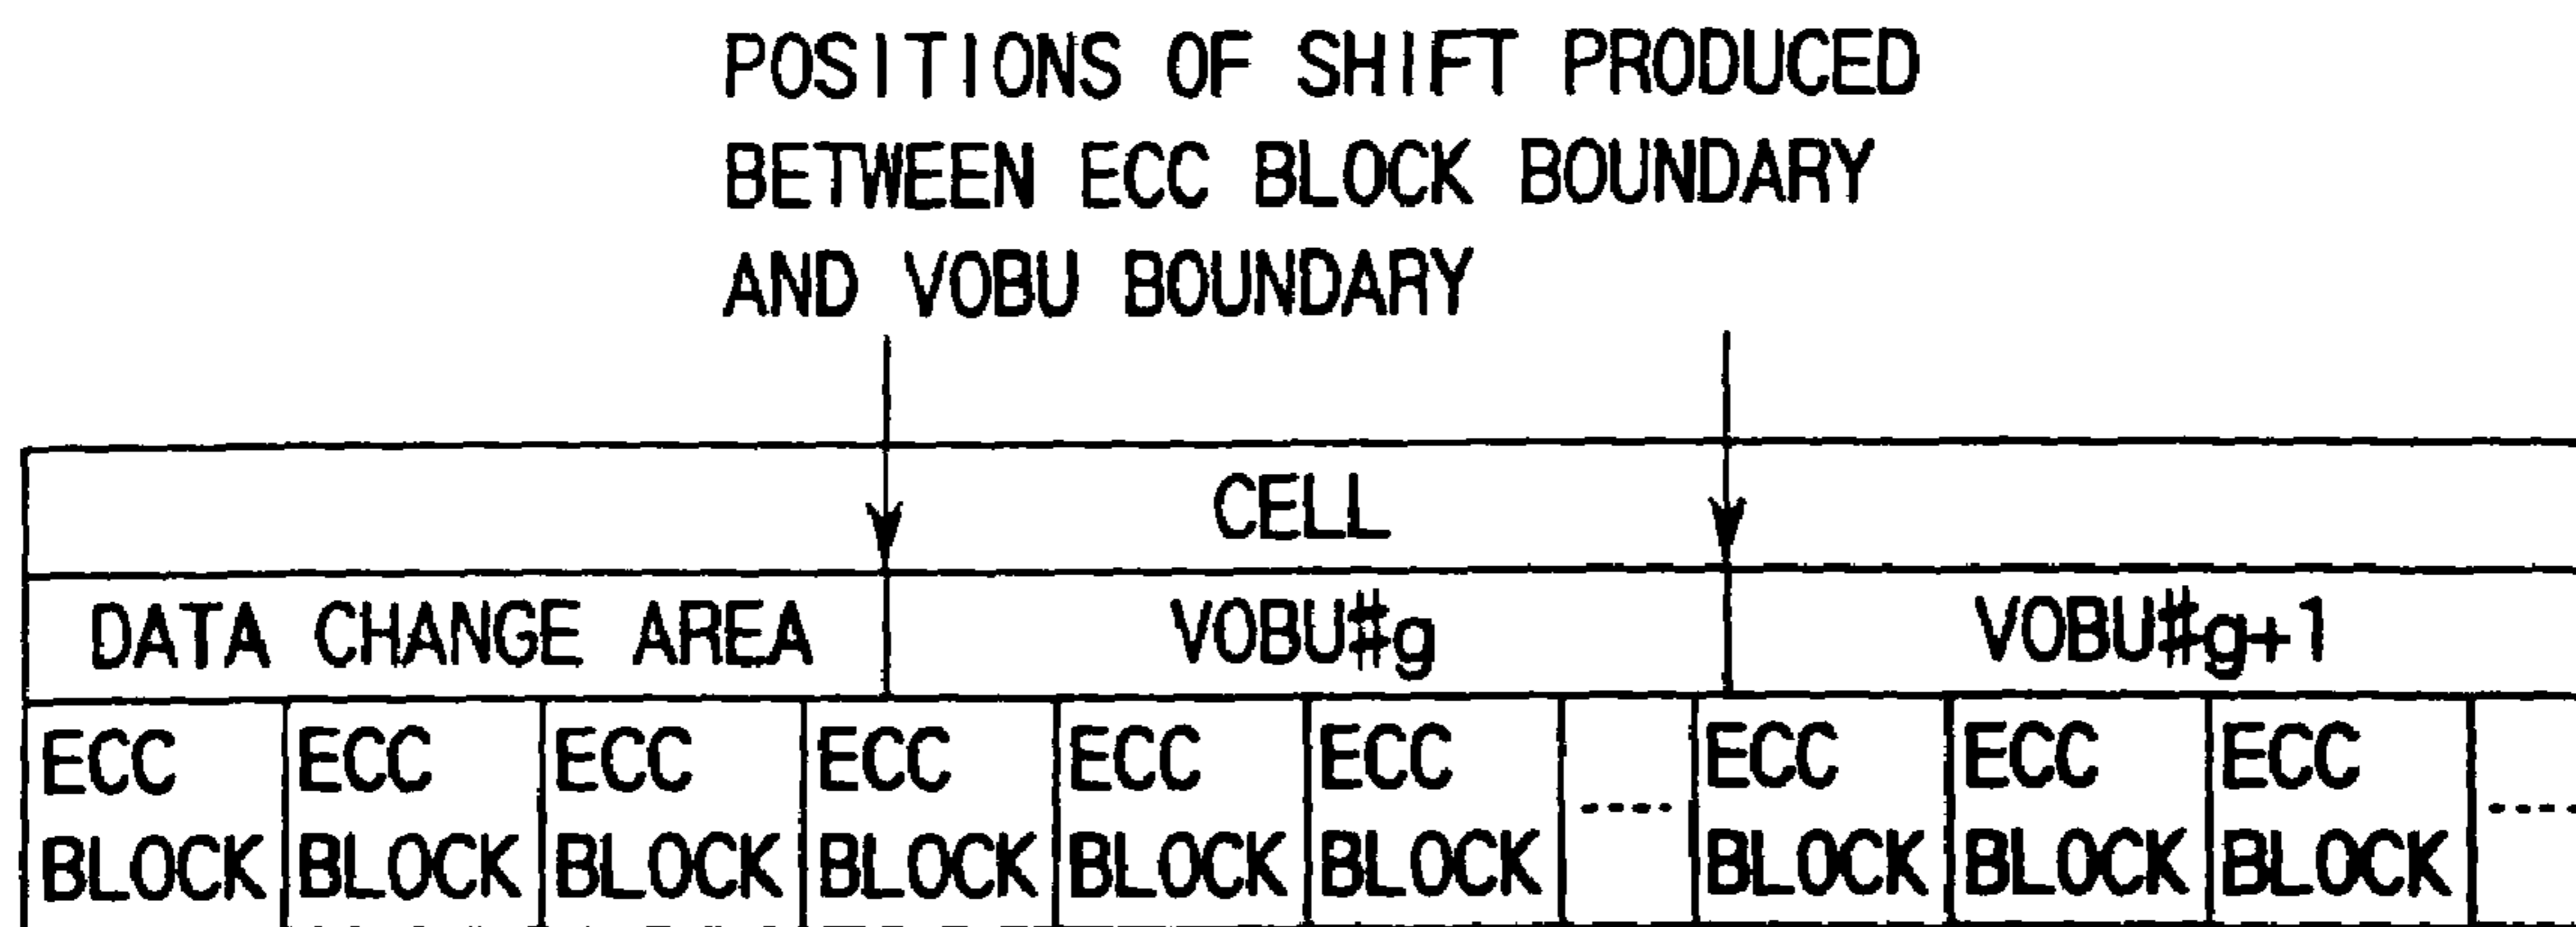 POSITIONS OF SHIFT PRODUCED
BETWEEN ECC BLOCK BOUNDARY
AND VOBU BOUNDARY
CELL
DATA CHANGE AREA VOBU#g VOBU#g+1
ECC ECC ECC ECC ECC ECC ---- ECC ECC ECC ----
BLOCK BLOCK BLOCK BLOCK BLOCK BLOCK BLOCK BLOCK BLOCK